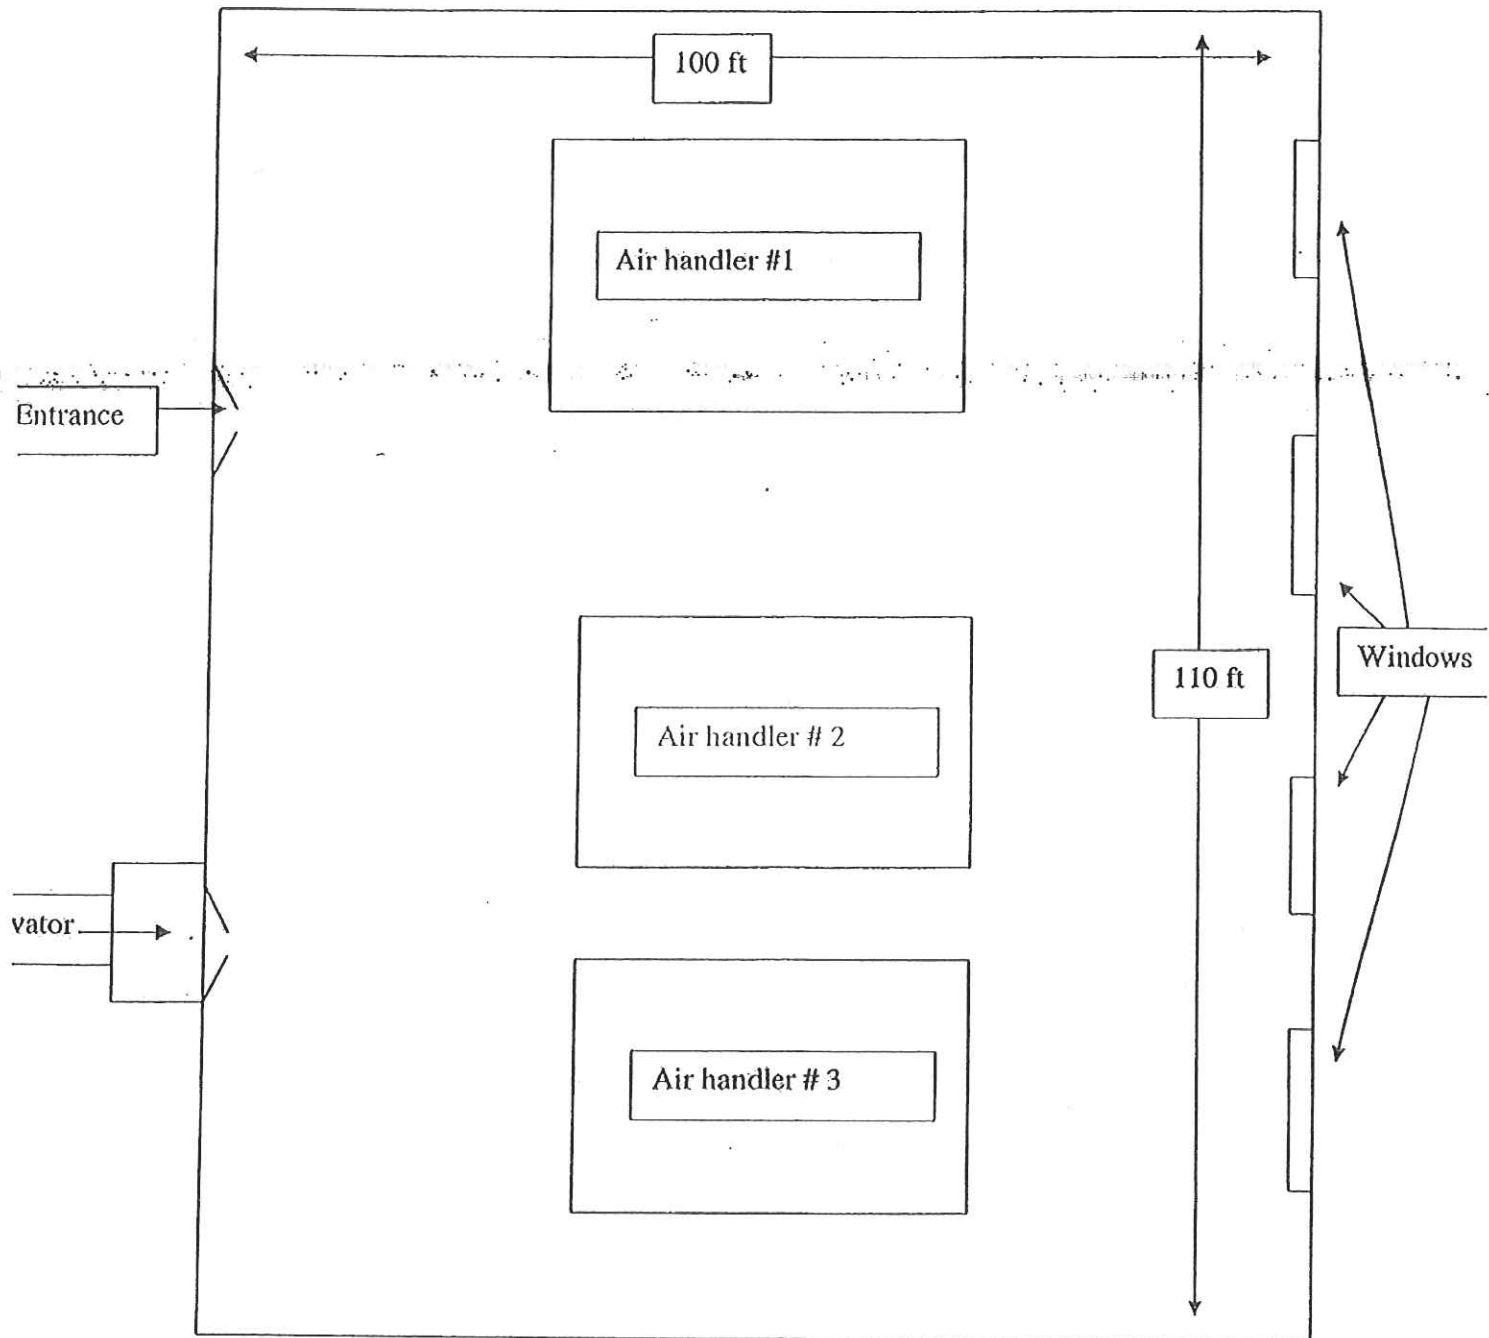 100 ft
Air handler #1
Entrance
Windows
110 ft
Air handler # 2
vator
Air handler # 3